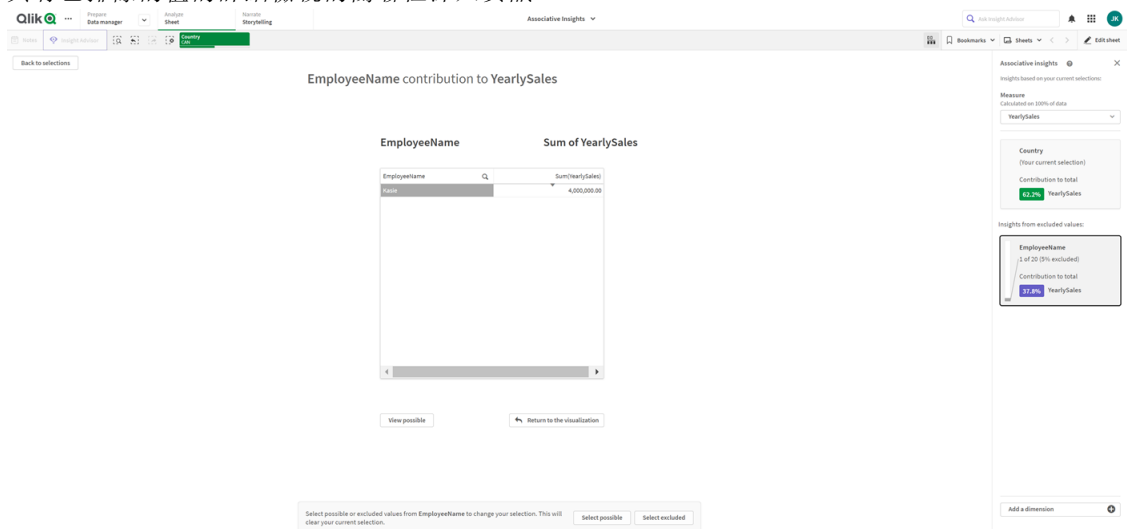 Qlik
Prepare
Data manager
Analyze
Sheet
Narrate
Storytelling
Associative Insights
Ask Insight Advisor
JK
Notes
Insight Advisor
Country
CAN
Bookmarks
Sheets
Edit sheet
Back to selections
EmployeeName contribution to YearlySales
EmployeeName
Sum of YearlySales
EmployeeName
Sum(YearlySales)
Kasie
4,000,000.00
View possible
Return to the visualization
Select possible or excluded values from EmployeeName to change your selection. This will
clear your current selection.
Select possible
Select excluded
Associative insights
Insights based on your current selections:
Measure
Calculated on 100% of data
YearlySales
Country
(Your current selection)
Contribution to total
62.2% YearlySales
Insights from excluded values:
EmployeeName
1 of 20 (5% excluded)
Contribution to total
37.8% YearlySales
Add a dimension